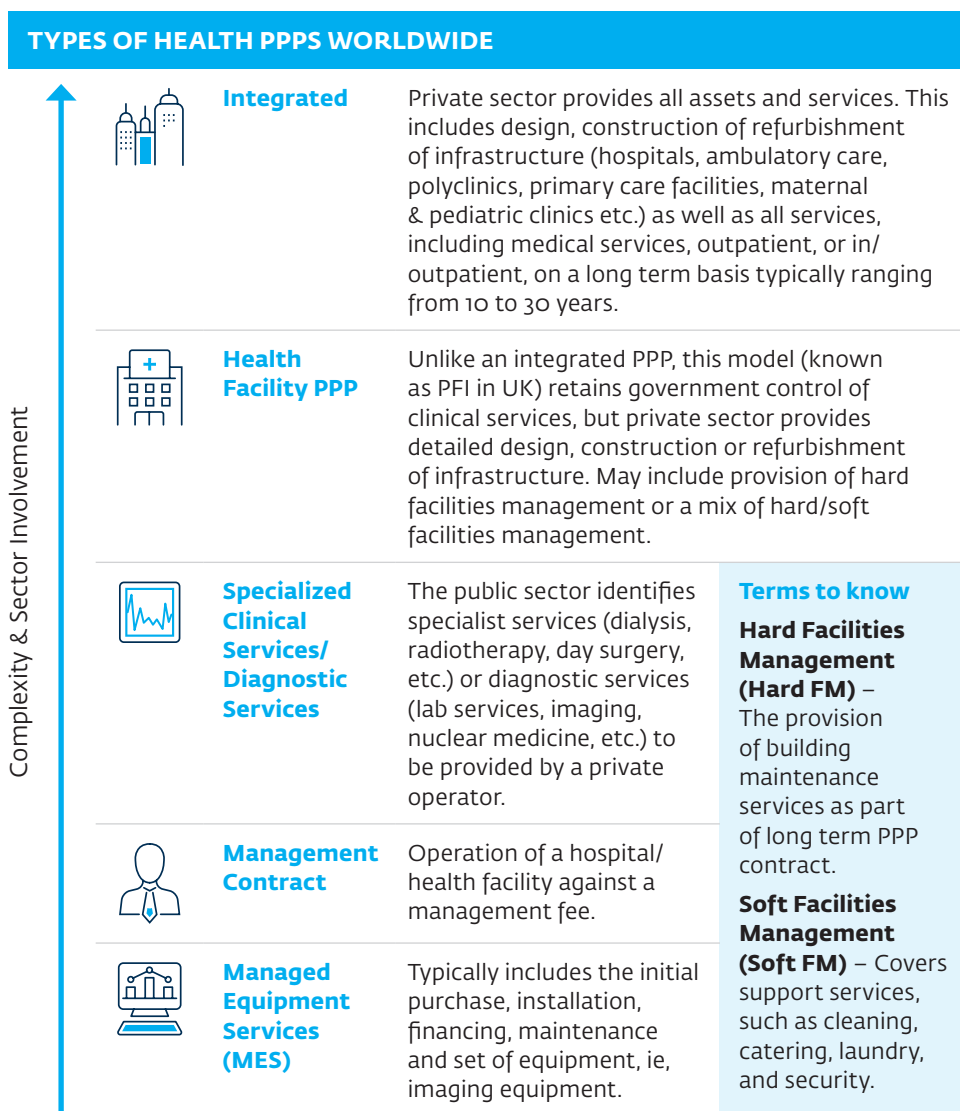 TYPES OF HEALTH PPPS WORLDWIDE
Complexity & Sector Involvement
Integrated
Private sector provides all assets and services. This
includes design, construction of refurbishment
of infrastructure (hospitals, ambulatory care,
polyclinics, primary care facilities, maternal
& pediatric clinics etc.) as well as all services,
including medical services, outpatient, or in/
outpatient, on a long term basis typically ranging
from 10 to 30 years.
Health
Facility PPP
Unlike an integrated PPP, this model (known
as PFI in UK) retains government control of
clinical services, but private sector provides
detailed design, construction or refurbishment
of infrastructure. May include provision of hard
facilities management or a mix of hard/soft
facilities management.
Specialized
Clinical
Services/
Diagnostic
Services
The public sector identifies
specialist services (dialysis,
radiotherapy, day surgery,
etc.) or diagnostic services
(lab services, imaging,
nuclear medicine, etc.) to
be provided by a private
operator.
Management
Contract
Operation of a hospital/
health facility against a
management fee.
Managed
Equipment
Services
(MES)
Typically includes the initial
purchase, installation,
financing, maintenance
and set of equipment, ie,
imaging equipment.
Terms to know
Hard Facilities
Management
(Hard FM) –
The provision
of building
maintenance
services as part
of long term PPP
contract.
Soft Facilities
Management
(Soft FM) – Covers
support services,
such as cleaning,
catering, laundry,
and security.